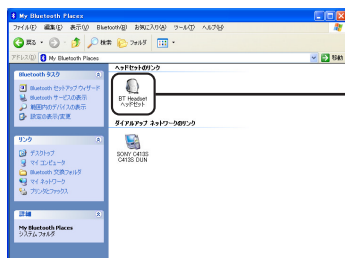 My Bluetooth Places
ファイル(F) 編集(E) 表示(V) Bluetooth(B) お気に入り(A) ツール(T) ヘルプ(H)
戻る 検索 フォルダ
アドレス(D) My Bluetooth Places 移動
Bluetooth タスク
Bluetooth セットアップ ウィザード
Bluetooth サービスの表示
範囲内のデバイスの表示
設定の表示/変更
リンク
デスクトップ
マイ コンピュータ
Bluetooth 交換フォルダ
マイ ネットワーク
プリンタとファックス
詳細
My Bluetooth Places
システム フォルダ
ヘッドセットのリンク
BT Headset
ヘッドセット
ダイヤルアップ ネットワークのリンク
SONY C413S
C413S DUN